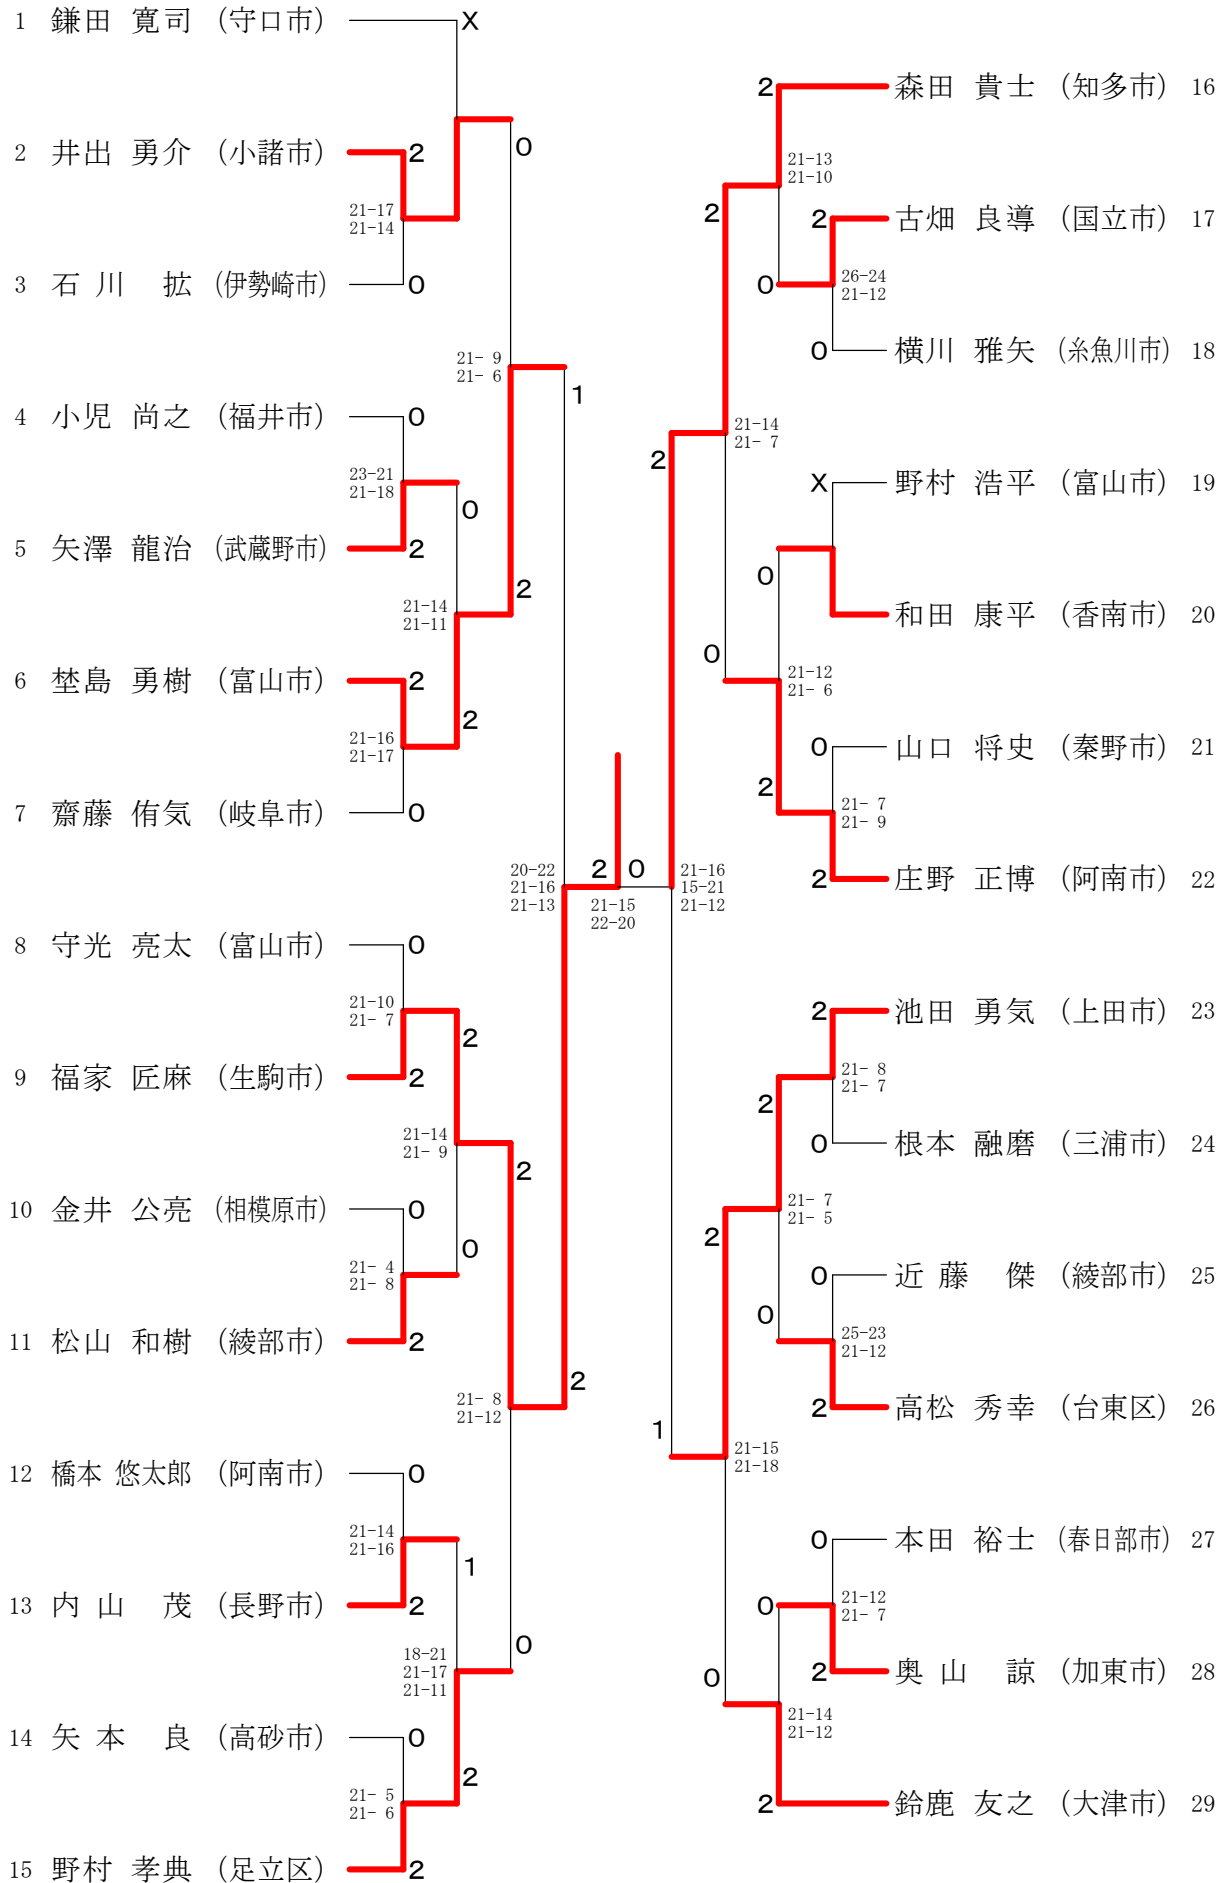 1 鎌田 寛司 (守口市) X
2 井出 勇介 (小諸市) 2
0
21-17
21-14
3 石川 拡 (伊勢崎市) 0
21- 9
21- 6
1
4 小児 尚之 (福井市) 0
23-21
21-18
0
5 矢澤 龍治 (武蔵野市) 2
2
21-14
21-11
6 埜島 勇樹 (富山市) 2
2
21-16
21-17
7 齋藤 侑気 (岐阜市) 0
20-22
21-16
21-13
2 0
21-15
22-20
8 守光 亮太 (富山市) 0
21-10
21- 7
2
9 福家 匠麻 (生駒市) 2
21-14
21- 9
2
10 金井 公亮 (相模原市) 0
0
21- 4
21- 8
11 松山 和樹 (綾部市) 2
2
21- 8
21-12
12 橋本 悠太郎 (阿南市) 0
21-14
21-16
1
13 内山 茂 (長野市) 2
0
18-21
21-17
21-11
14 矢本 良 (高砂市) 0
2
21- 5
21- 6
15 野村 孝典 (足立区) 2
2 森田 貴士 (知多市) 16
21-13
21-10
2
2 古畑 良導 (国立市) 17
0
26-24
21-12
0 横川 雅矢 (糸魚川市) 18
21-14
21- 7
2
X 野村 浩平 (富山市) 19
0
和田 康平 (香南市) 20
0
21-12
21- 6
0 山口 将史 (秦野市) 21
2
21- 7
21- 9
2 庄野 正博 (阿南市) 22
21-16
15-21
21-12
2 池田 勇気 (上田市) 23
21- 8
21- 7
2
0 根本 融磨 (三浦市) 24
21- 7
21- 5
2
0 近藤 傑 (綾部市) 25
0
25-23
21-12
2 高松 秀幸 (台東区) 26
1
21-15
21-18
0 本田 裕士 (春日部市) 27
0
21-12
21- 7
2 奥山 諒 (加東市) 28
0
21-14
21-12
2 鈴鹿 友之 (大津市) 29